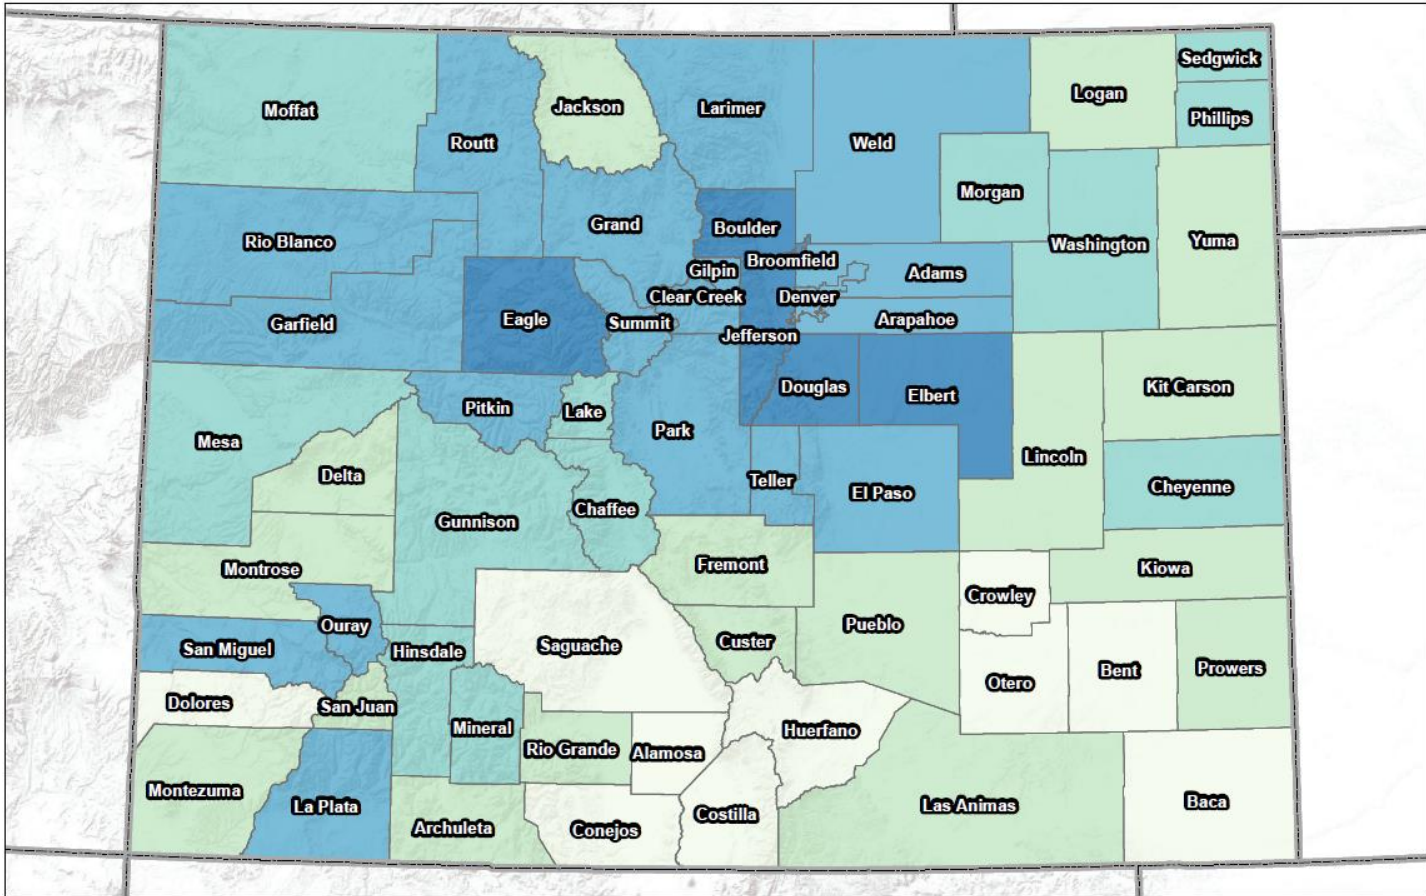 Sedgwick
Logan
Jackson
Larimer
Moffat
Phillips
Routt
Weld
Morgan
Grand
Boulder
Rio Blanco
Washington
Yuma
Broomfield
Gilpin
Adams
Clear Creek
Denver
Garfield
Eagle
Summit
Arapahoe
Jefferson
Douglas
Elbert
Kit Carson
Pitkin
Lake
Park
Mesa
Lincoln
Delta
Teller
El Paso
Cheyenne
Gunnison
Chaffee
Fremont
Montrose
Kiowa
Crowley
Ouray
Pueblo
San Miguel
Hinsdale
Saguache
Custer
Prowers
Bent
Otero
Dolores
San Juan
Mineral
Huerfano
Rio Grande
Alamosa
Montezuma
La Plata
Las Animas
Baca
Costilla
Archuleta
Conejos